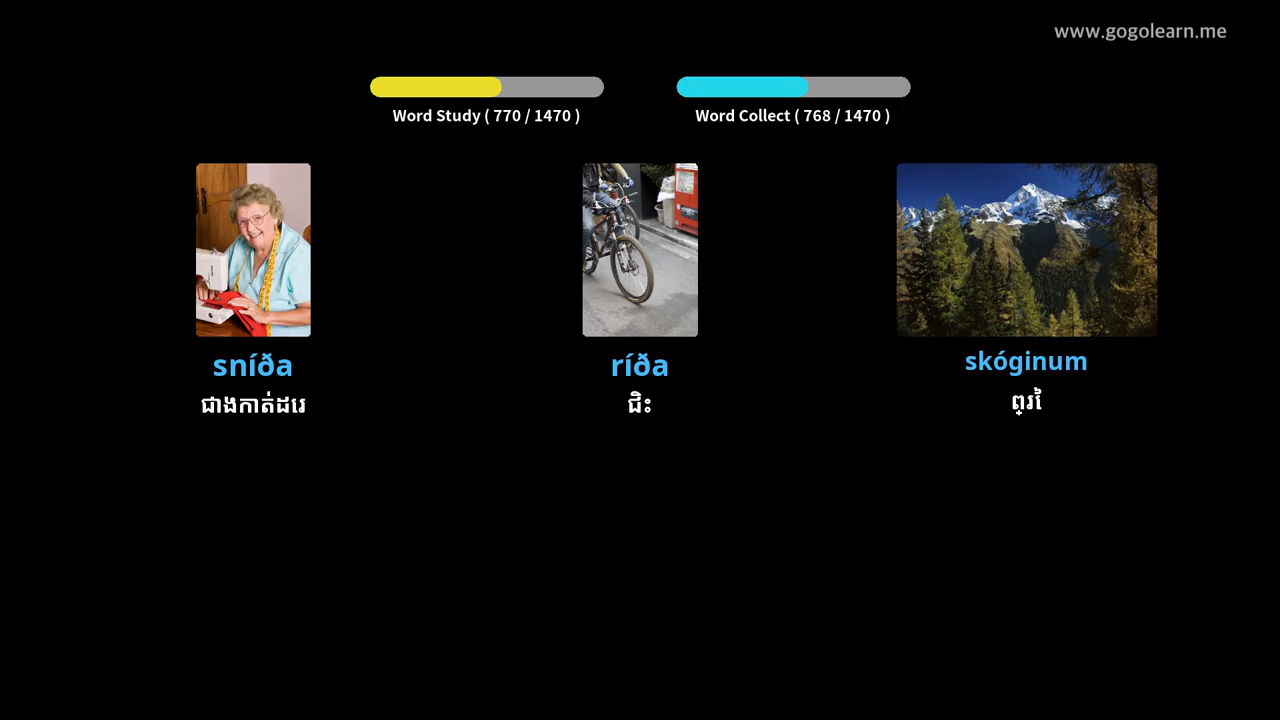 www.gogolearn.me
Word Study ( 770 / 1470 )
Word Collect ( 768 / 1470 )
sníða
ríða
skóginum
ជាងកាត់ដេរ
ជិះ
ព្រៃ